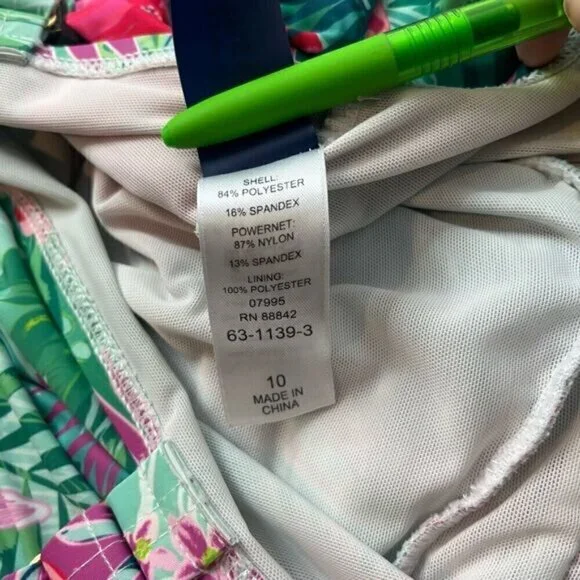 SHELL:
84% POLYESTER
16% SPANDEX
POWERNET:
87% NYLON
13% SPANDEX
LINING:
100% POLYESTER
07995
RN 88842
63-1139-3
10
MADE IN
CHINA